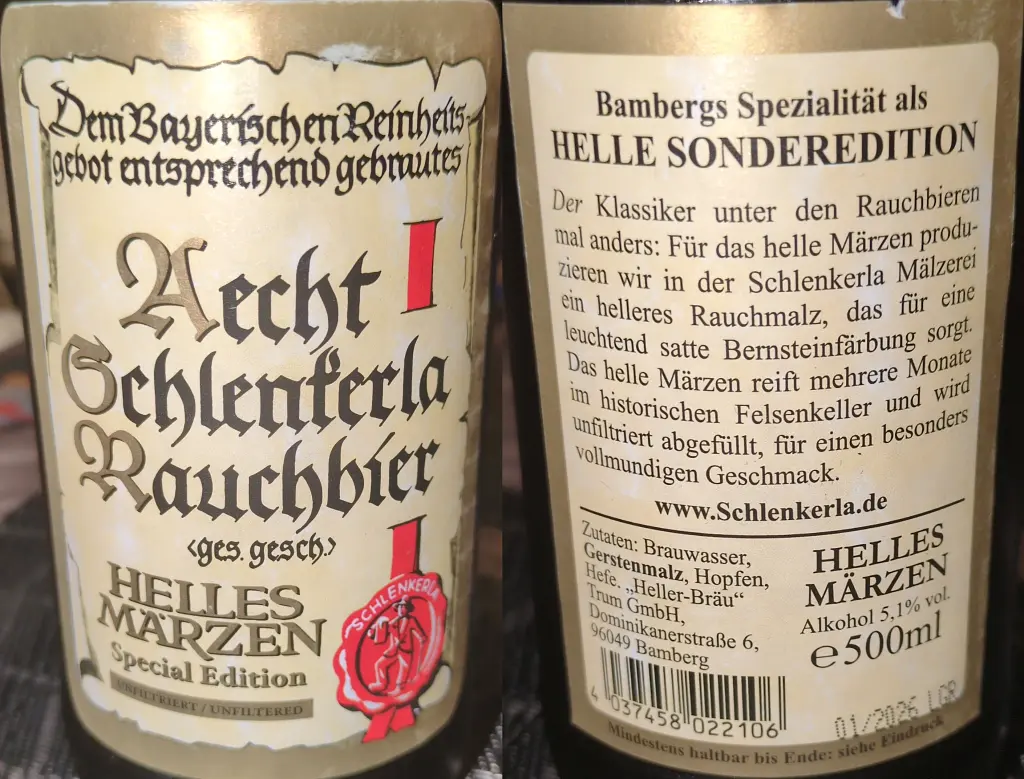 Dem Bayerischen Reinheits-
gebot entsprechend gebrautes
Aecht
Schlenkerla
Rauchbier
<ges. gesch.>
HELLES
MÄRZEN
Special Edition
UNFILTRIERT / UNFILTERED
SCHLENKERLA
Bambergs Spezialität als
HELLE SONDEREDITION
Der Klassiker unter den Rauchbieren
mal anders: Für das helle Märzen produ-
zieren wir in der Schlenkerla Mälzerei
ein helleres Rauchmalz, das für eine
leuchtend satte Bernsteinfärbung sorgt.
Das helle Märzen reift mehrere Monate
im historischen Felsenkeller und wird
unfiltriert abgefüllt, für einen besonders
vollmundigen Geschmack.
www.Schlenkerla.de
Zutaten: Brauwasser,
Gerstenmalz, Hopfen,
Hefe. „Heller-Bräu“
Trum GmbH,
Dominikanerstraße 6,
96049 Bamberg
4 037458 022106
HELLES
MÄRZEN
Alkohol 5,1% vol.
e 500ml
01/2026 LGR
Mindestens haltbar bis Ende: siehe Eindruck